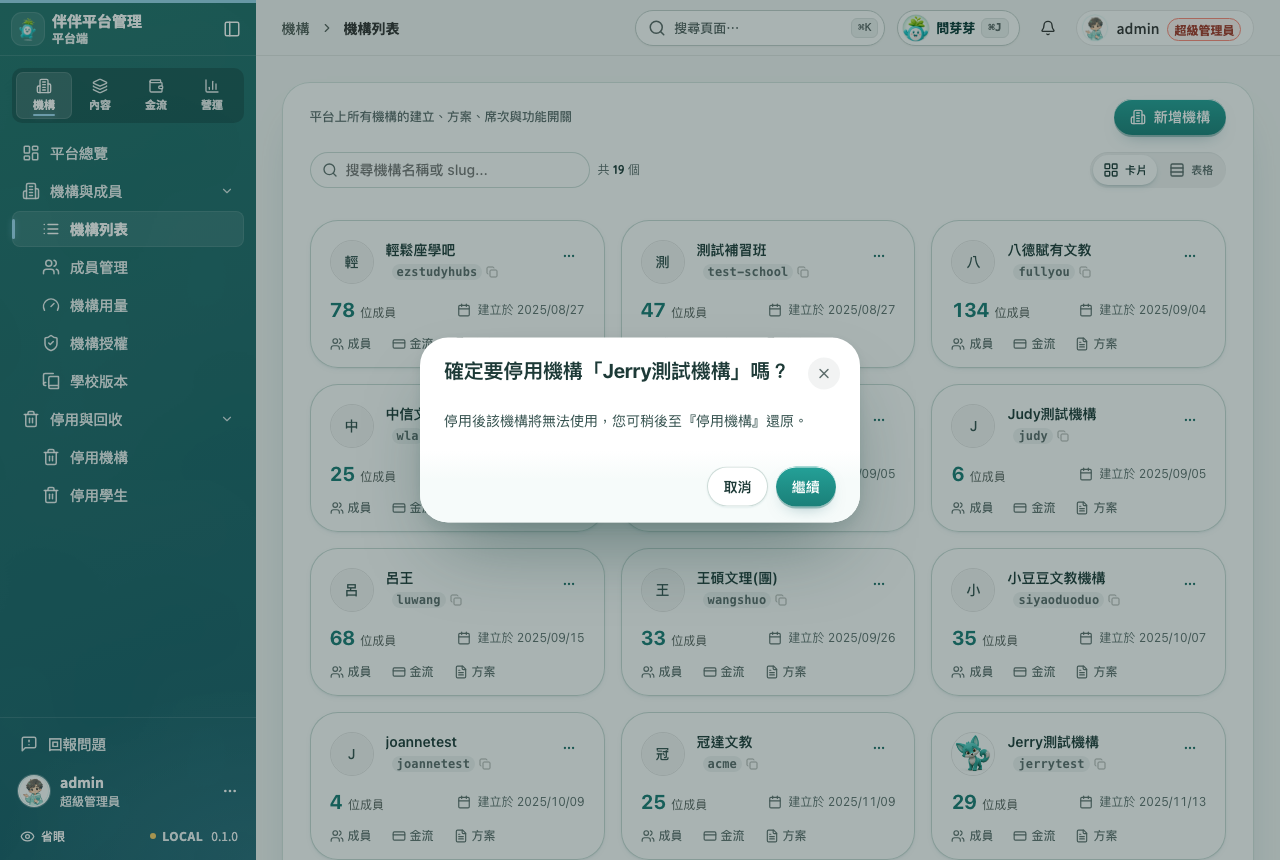 伴伴平台管理
平台端
機構
內容
金流
營運
平台總覽
機構與成員
機構列表
成員管理
機構用量
機構授權
學校版本
停用與回收
停用機構
停用學生
回報問題
admin
超級管理員
省眼
LOCAL 0.1.0
機構 > 機構列表
搜尋頁面… ⌘K
問芽芽 ⌘J
admin 超級管理員
平台上所有機構的建立、方案、席次與功能開關
新增機構
搜尋機構名稱或 slug...
共 19 個
卡片
表格
輕
輕鬆座學吧
ezstudyhubs
78 位成員
建立於 2025/08/27
成員 金流
測
測試補習班
test-school
47 位成員
建立於 2025/08/27
八
八德賦有文教
fullyou
134 位成員
建立於 2025/09/04
成員 金流 方案
確定要停用機構「Jerry測試機構」嗎？
停用後該機構將無法使用，您可稍後至『停用機構』還原。
取消
繼續
中
中信
wla
25 位成員
成員 金
09/05
J
Judy測試機構
judy
6 位成員
建立於 2025/09/05
成員 金流 方案
呂
呂王
luwang
68 位成員
建立於 2025/09/15
成員 金流 方案
王
王碩文理(團)
wangshuo
33 位成員
建立於 2025/09/26
成員 金流 方案
小
小豆豆文教機構
siyaoduoduo
35 位成員
建立於 2025/10/07
成員 金流 方案
J
joannetest
joannetest
4 位成員
建立於 2025/10/09
成員 金流 方案
冠
冠達文教
acme
25 位成員
建立於 2025/11/09
成員 金流 方案
Jerry測試機構
jerrytest
29 位成員
建立於 2025/11/13
成員 金流 方案